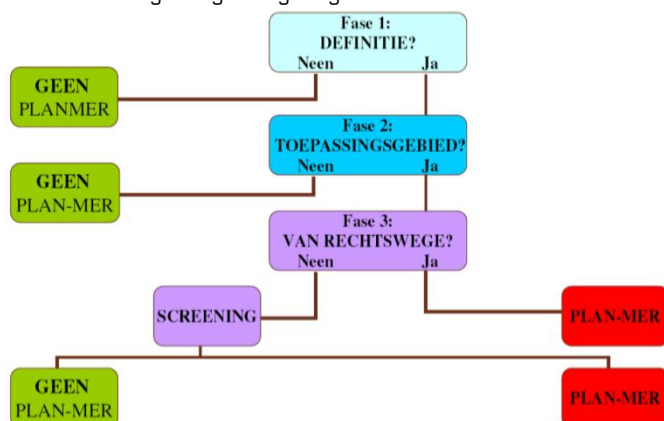 Fase 1:
DEFINITIE?
Neen Ja
GEEN
PLANMER
Fase 2:
TOEPASSINGSGEBIED?
Neen Ja
GEEN
PLAN-MER
Fase 3:
VAN RECHTSWEGE?
Neen Ja
SCREENING
PLAN-MER
GEEN
PLAN-MER
PLAN-MER